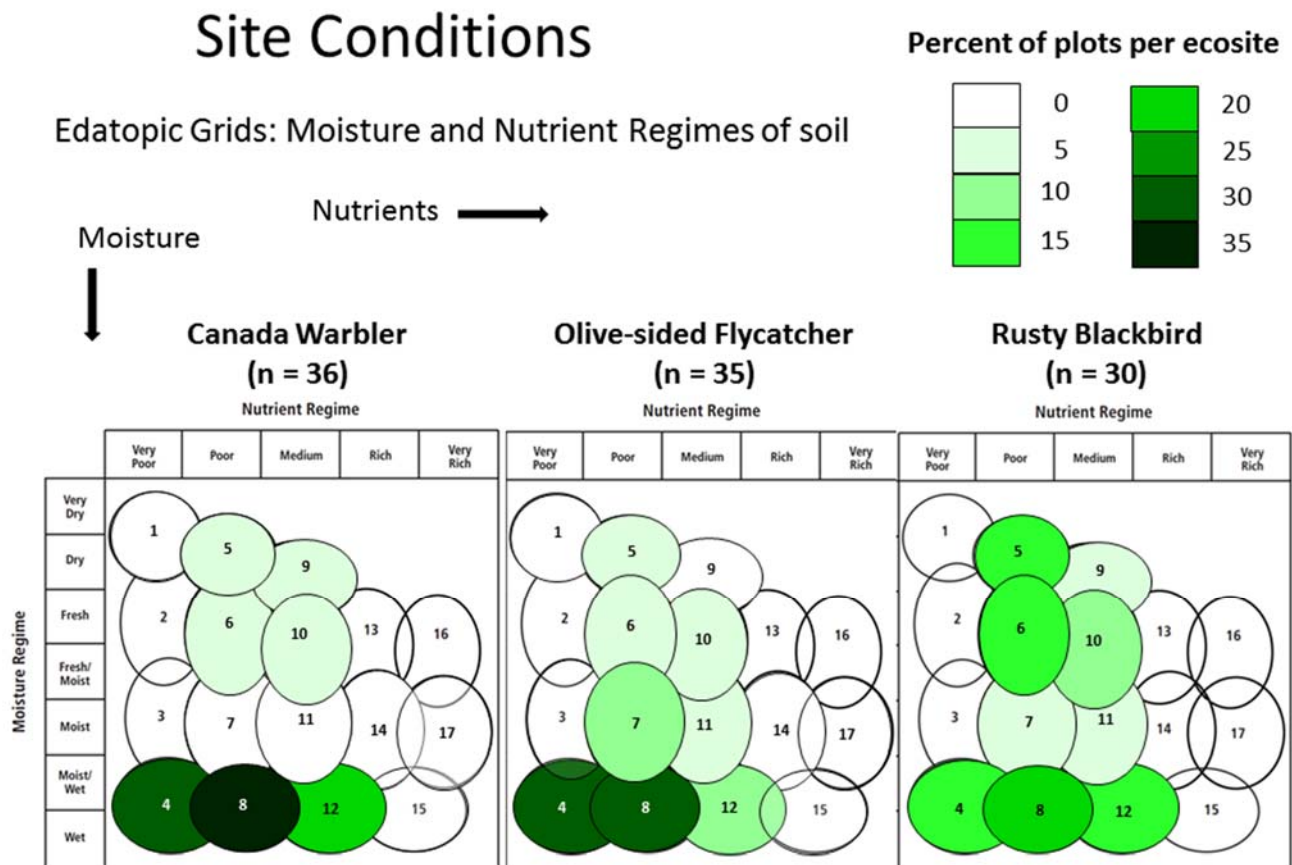 Site Conditions
Percent of plots per ecosite
0 20
5 25
10 30
15 35
Edatopic Grids: Moisture and Nutrient Regimes of soil
Nutrients
Moisture
Canada Warbler
(n = 36)
Nutrient Regime
Very Poor Poor Medium Rich Very Rich
Moisture Regime
Very Dry
Dry
Fresh
Fresh/ Moist
Moist
Moist/ Wet
Wet
1
5
9
2 6 10 13 16
3 7 11 14 17
4 8 12 15
Olive-sided Flycatcher
(n = 35)
Nutrient Regime
Very Poor Poor Medium Rich Very Rich
1
5
9
2 6 10 13 16
3 7 11 14 17
4 8 12 15
Rusty Blackbird
(n = 30)
Nutrient Regime
Very Poor Poor Medium Rich Very Rich
1
5
9
2 6 10 13 16
3 7 11 14 17
4 8 12 15